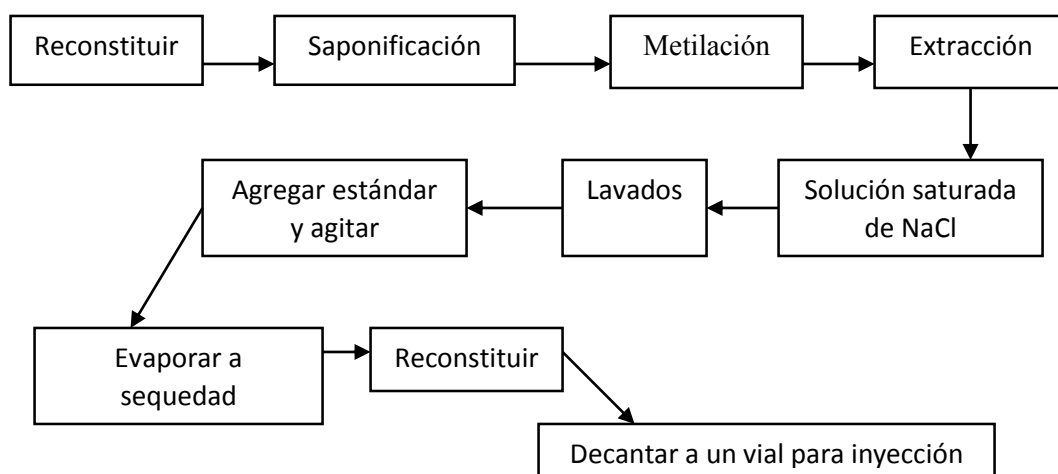 Reconstituir
Saponificación
Metilación
Extracción
Solución saturada
de NaCl
Lavados
Agregar estándar
y agitar
Evaporar a
sequedad
Reconstituir
Decantar a un vial para inyección